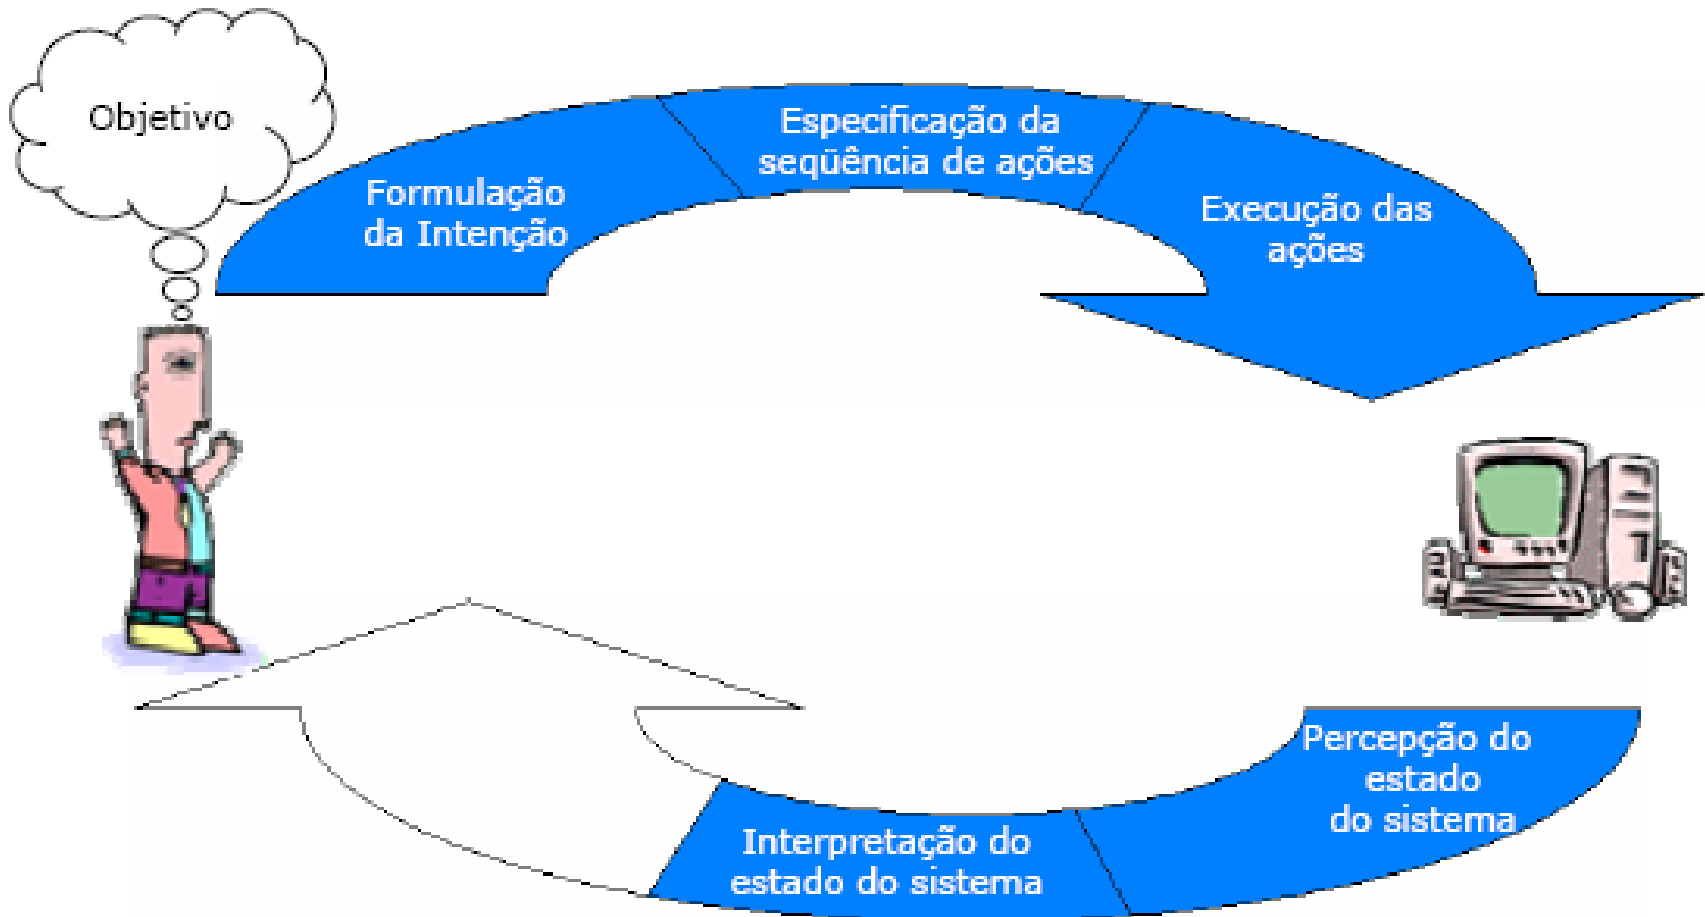 Objetivo
Formulação
da Intenção
Especificação da
seqüência de ações
Execução das
ações
Percepção do
estado
do sistema
Interpretação do
estado do sistema